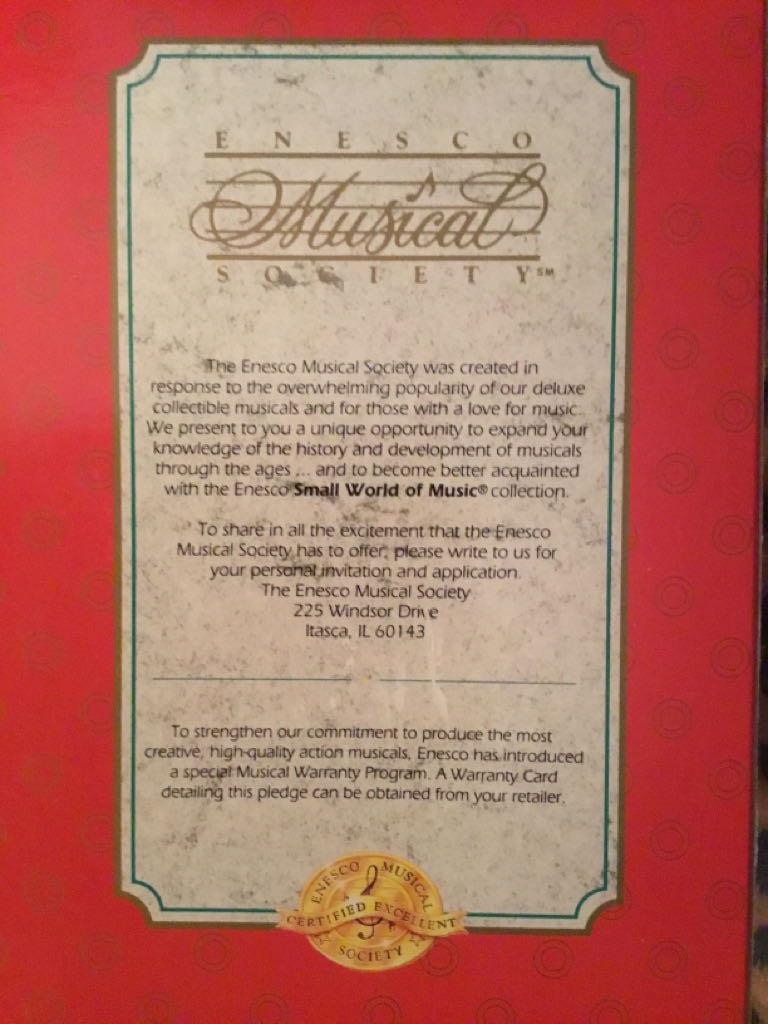 ENESCO
Musical
SOCIETY℠
The Enesco Musical Society was created in
response to the overwhelming popularity of our deluxe
collectible musicals and for those with a love for music.
We present to you a unique opportunity to expand your
knowledge of the history and development of musicals
through the ages ... and to become better acquainted
with the Enesco Small World of Music® collection.
To share in all the excitement that the Enesco
Musical Society has to offer, please write to us for
your personal invitation and application.
The Enesco Musical Society
225 Windsor Drive
Itasca, IL 60143
To strengthen our commitment to produce the most
creative, high-quality action musicals, Enesco has introduced
a special Musical Warranty Program. A Warranty Card
detailing this pledge can be obtained from your retailer.
ENESCO MUSICAL
CERTIFIED EXCELLENT
SOCIETY